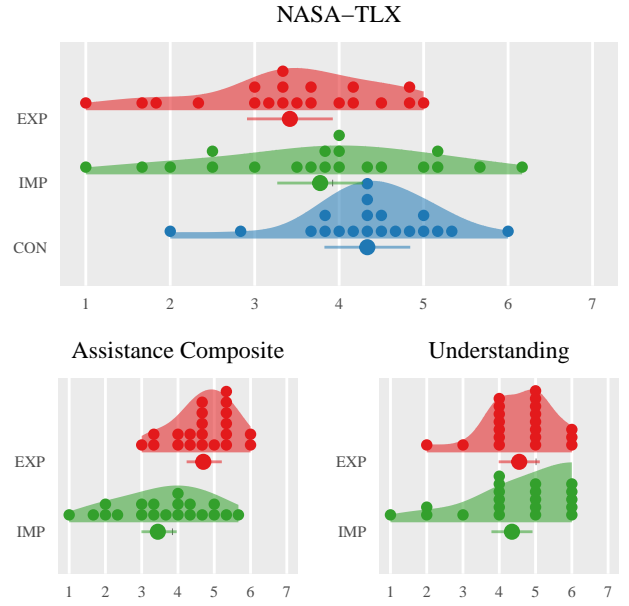 NASA–TLX
EXP
IMP
CON
1 2 3 4 5 6 7
Assistance Composite
EXP
IMP
1 2 3 4 5 6 7
Understanding
EXP
IMP
1 2 3 4 5 6 7